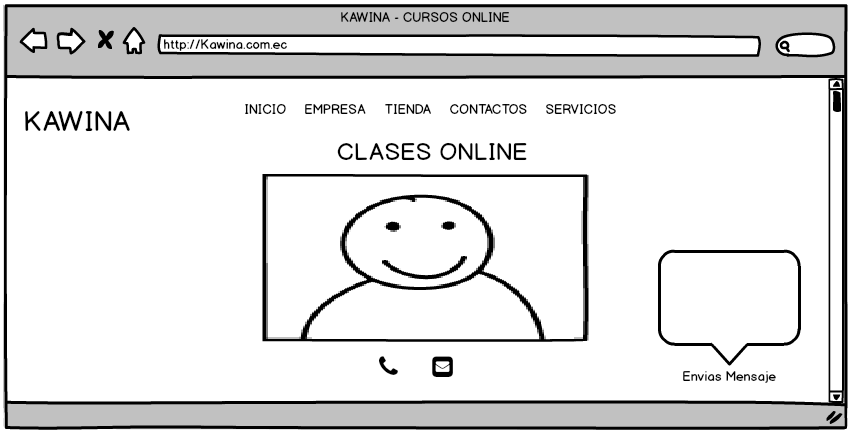 KAWINA - CURSOS ONLINE
http://Kawina.com.ec
INICIO EMPRESA TIENDA CONTACTOS SERVICIOS
KAWINA
CLASES ONLINE
Envias Mensaje